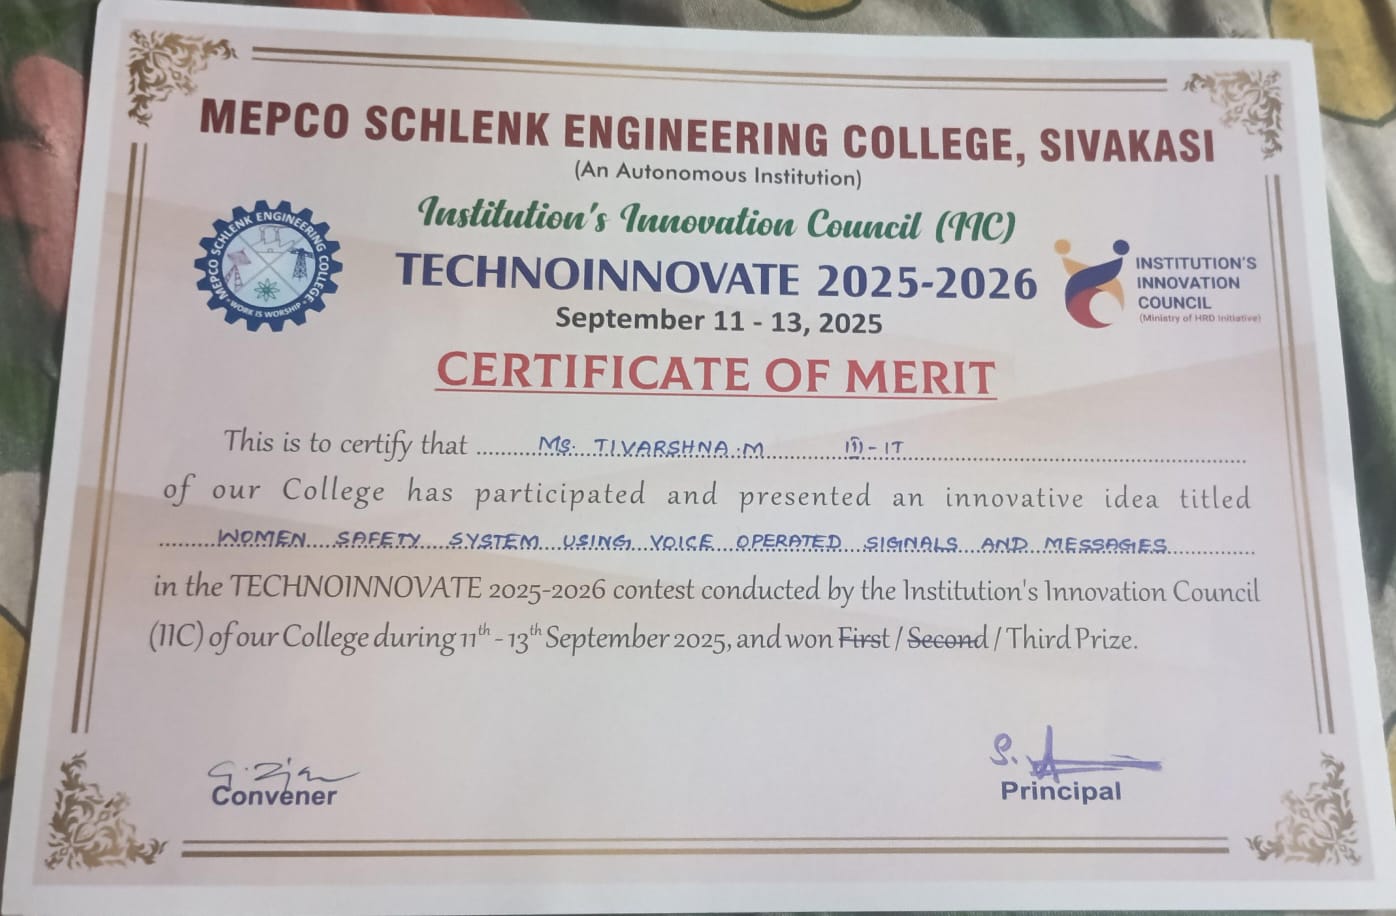 MEPCO SCHLENK ENGINEERING COLLEGE, SIVAKASI
(An Autonomous Institution)
Institution's Innovation Council (IIC)
TECHNOINNOVATE 2025-2026
September 11 - 13, 2025
MEPCO SCHLENK ENGINEERING COLLEGE
WORK IS WORSHIP
INSTITUTION'S
INNOVATION
COUNCIL
(Ministry of HRD Initiative)
CERTIFICATE OF MERIT
This is to certify that Ms. TIVARSHNA.M III - IT
of our College has participated and presented an innovative idea titled
WOMEN SAFETY SYSTEM USING VOICE OPERATED SIGNALS AND MESSAGES
in the TECHNOINNOVATE 2025-2026 contest conducted by the Institution's Innovation Council
(IIC) of our College during 11th - 13th September 2025, and won First / Second / Third Prize.
Convener
Principal